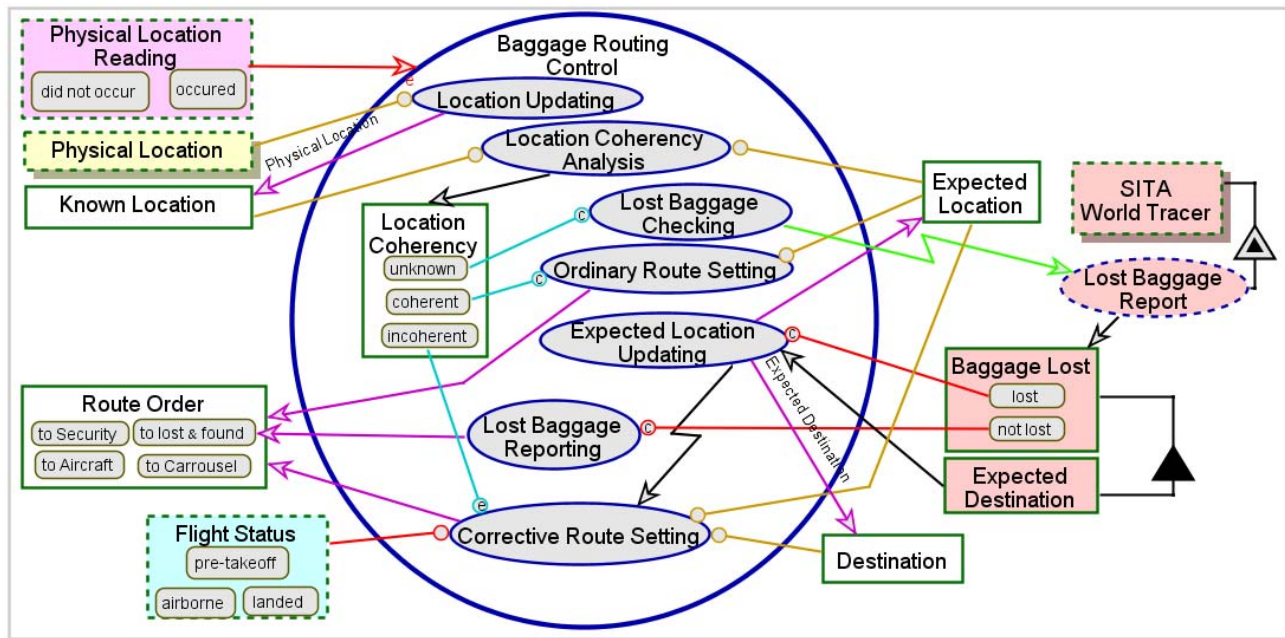 Physical Location
Reading
did not occur
occured
Baggage Routing
Control
e
Location Updating
Physical Location
Physical Location
Known Location
Location Coherency
Analysis
Expected
Location
SITA
World Tracer
Location
Coherency
unknown
coherent
incoherent
c
Lost Baggage
Checking
c
Ordinary Route Setting
Lost Baggage
Report
Expected Location
Updating
c
Expected Destination
Baggage Lost
lost
not lost
Route Order
to Security
to lost & found
to Aircraft
to Carrousel
Lost Baggage
Reporting
c
Expected
Destination
e
Corrective Route Setting
Flight Status
pre-takeoff
airborne
landed
Destination